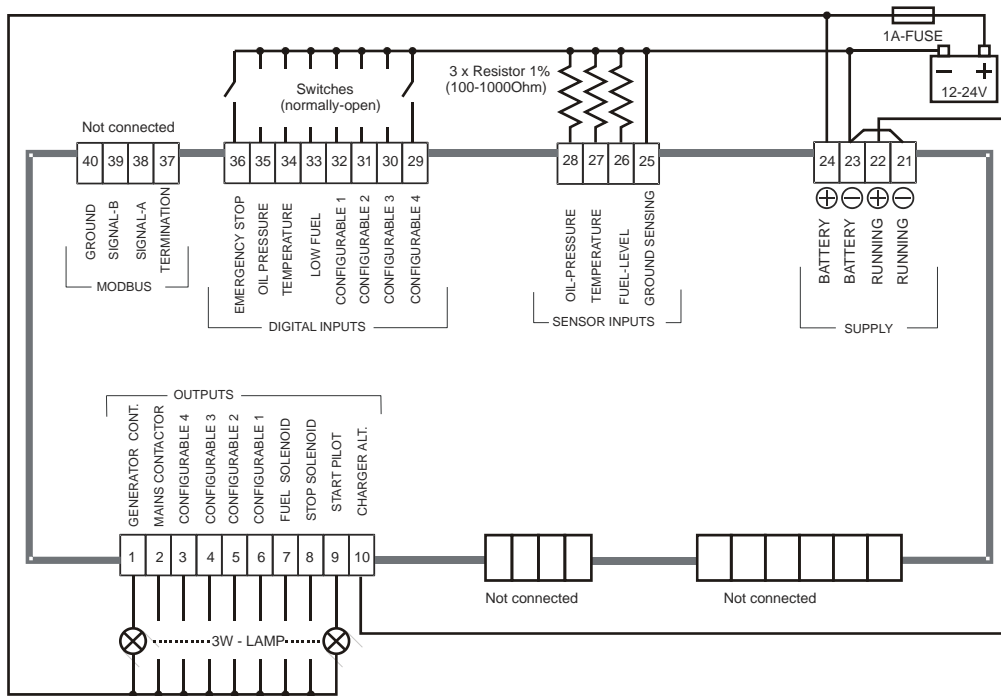 1A-FUSE
12-24V
Switches
(normally-open)
3 x Resistor 1%
(100-1000Ohm)
Not connected
40 39 38 37
36 35 34 33 32 31 30 29
28 27 26 25
24 23 22 21
GROUND
SIGNAL-B
SIGNAL-A
TERMINATION
MODBUS
EMERGENCY STOP
OIL PRESSURE
TEMPERATURE
LOW FUEL
CONFIGURABLE 1
CONFIGURABLE 2
CONFIGURABLE 3
CONFIGURABLE 4
DIGITAL INPUTS
OIL-PRESSURE
TEMPERATURE
FUEL-LEVEL
GROUND SENSING
SENSOR INPUTS
BATTERY
BATTERY
RUNNING
RUNNING
SUPPLY
OUTPUTS
GENERATOR CONT.
MAINS CONTACTOR
CONFIGURABLE 4
CONFIGURABLE 3
CONFIGURABLE 2
CONFIGURABLE 1
FUEL SOLENOID
STOP SOLENOID
START PILOT
CHARGER ALT.
1 2 3 4 5 6 7 8 9 10
Not connected
Not connected
3W - LAMP